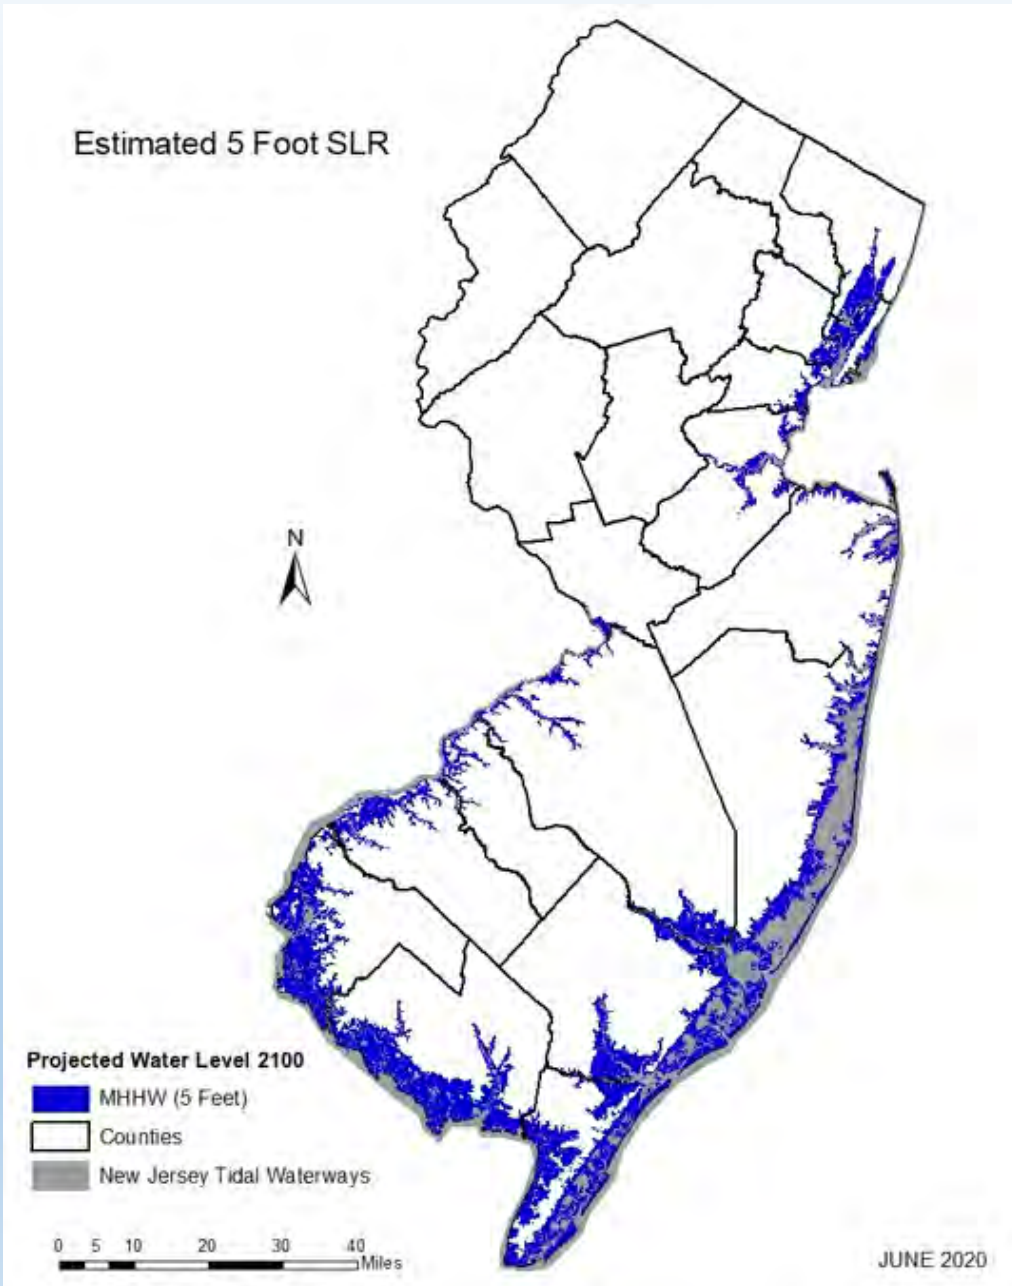 Estimated 5 Foot SLR
N
Projected Water Level 2100
MHHW (5 Feet)
Counties
New Jersey Tidal Waterways
0 5 10 20 30 40
Miles
JUNE 2020